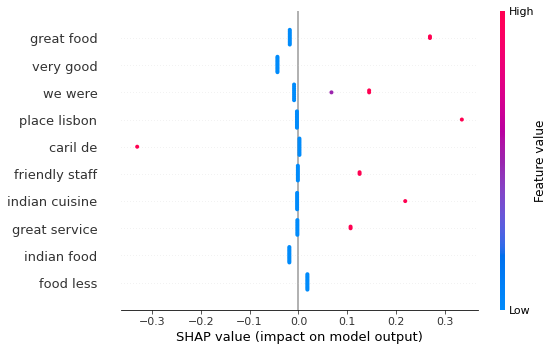 High
great food
very good
we were
place lisbon
caril de
friendly staff
indian cuisine
great service
indian food
food less
Feature value
Low
−0.3 −0.2 −0.1 0.0 0.1 0.2 0.3
SHAP value (impact on model output)